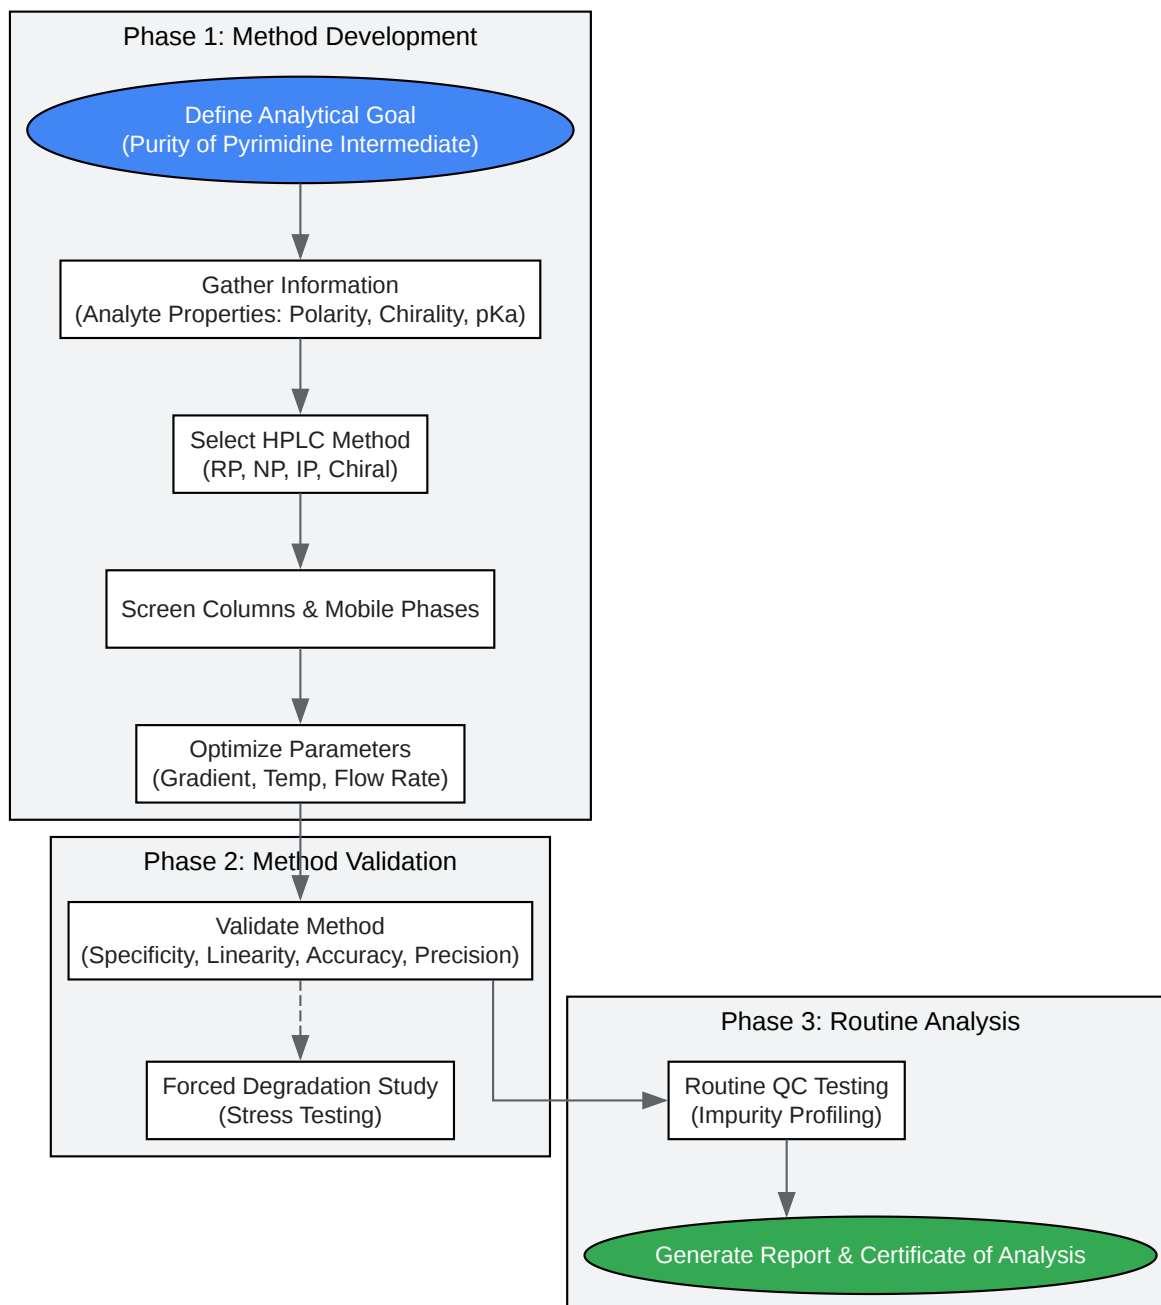 Phase 1: Method Development
Define Analytical Goal
(Purity of Pyrimidine Intermediate)
Gather Information
(Analyte Properties: Polarity, Chirality, pKa)
Select HPLC Method
(RP, NP, IP, Chiral)
Screen Columns & Mobile Phases
Optimize Parameters
(Gradient, Temp, Flow Rate)
Phase 2: Method Validation
Validate Method
(Specificity, Linearity, Accuracy, Precision)
Forced Degradation Study
(Stress Testing)
Phase 3: Routine Analysis
Routine QC Testing
(Impurity Profiling)
Generate Report & Certificate of Analysis